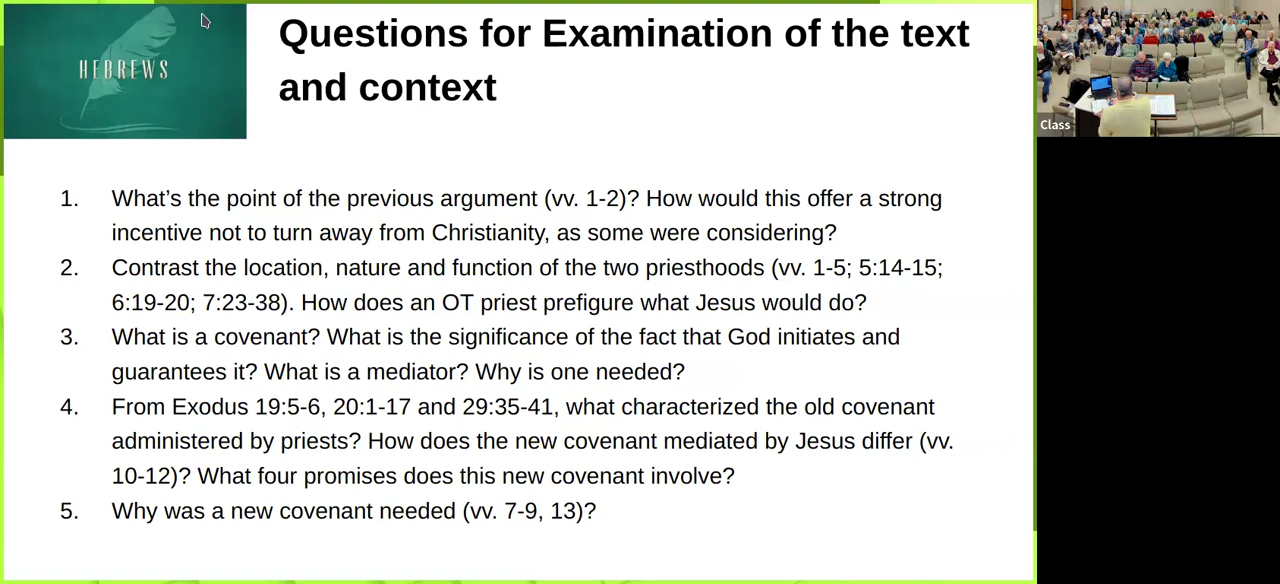 Questions for Examination of the text
and context
HEBREWS
Class
1. What's the point of the previous argument (vv. 1-2)? How would this offer a strong
incentive not to turn away from Christianity, as some were considering?
2. Contrast the location, nature and function of the two priesthoods (vv. 1-5; 5:14-15;
6:19-20; 7:23-38). How does an OT priest prefigure what Jesus would do?
3. What is a covenant? What is the significance of the fact that God initiates and
guarantees it? What is a mediator? Why is one needed?
4. From Exodus 19:5-6, 20:1-17 and 29:35-41, what characterized the old covenant
administered by priests? How does the new covenant mediated by Jesus differ (vv.
10-12)? What four promises does this new covenant involve?
5. Why was a new covenant needed (vv. 7-9, 13)?